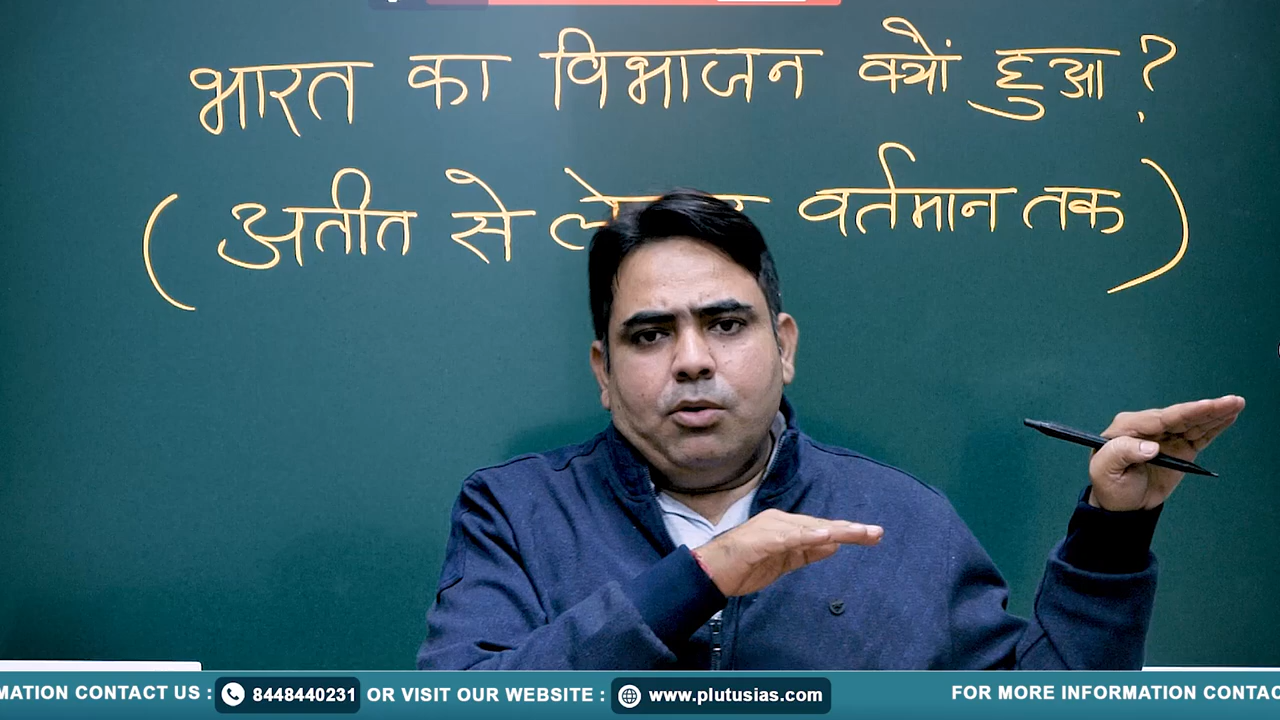 भारत का विभाजन क्यों हुआ?
(अतीत से वर्तमान तक)
MATION CONTACT US : 8448440231 OR VISIT OUR WEBSITE : www.plutusias.com FOR MORE INFORMATION CONTAC